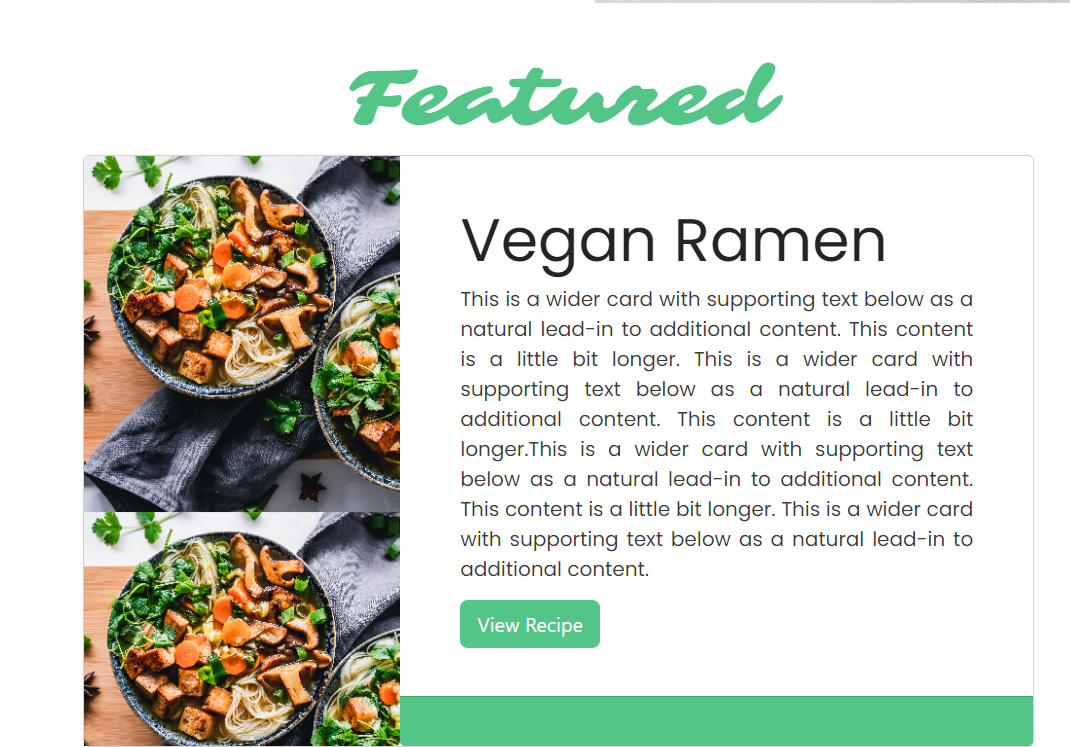 Featured
Vegan Ramen
This is a wider card with supporting text below as a
natural lead-in to additional content. This content
is a little bit longer. This is a wider card with
supporting text below as a natural lead-in to
additional content. This content is a little bit
longer.This is a wider card with supporting text
below as a natural lead-in to additional content.
This content is a little bit longer. This is a wider card
with supporting text below as a natural lead-in to
additional content.
View Recipe